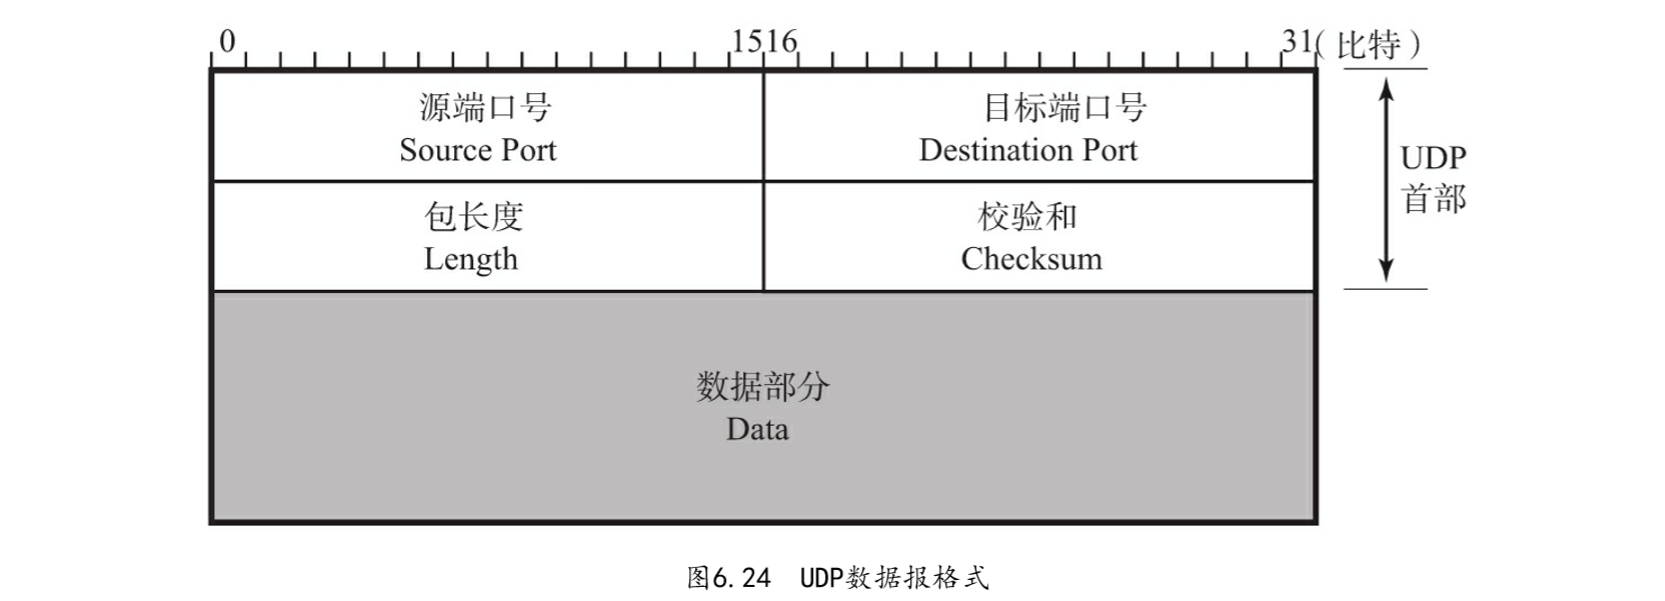 0 1516 31(比特)
源端口号 目标端口号
Source Port Destination Port
UDP
首部
包长度 校验和
Length Checksum
数据部分
Data
图6.24 UDP数据报格式